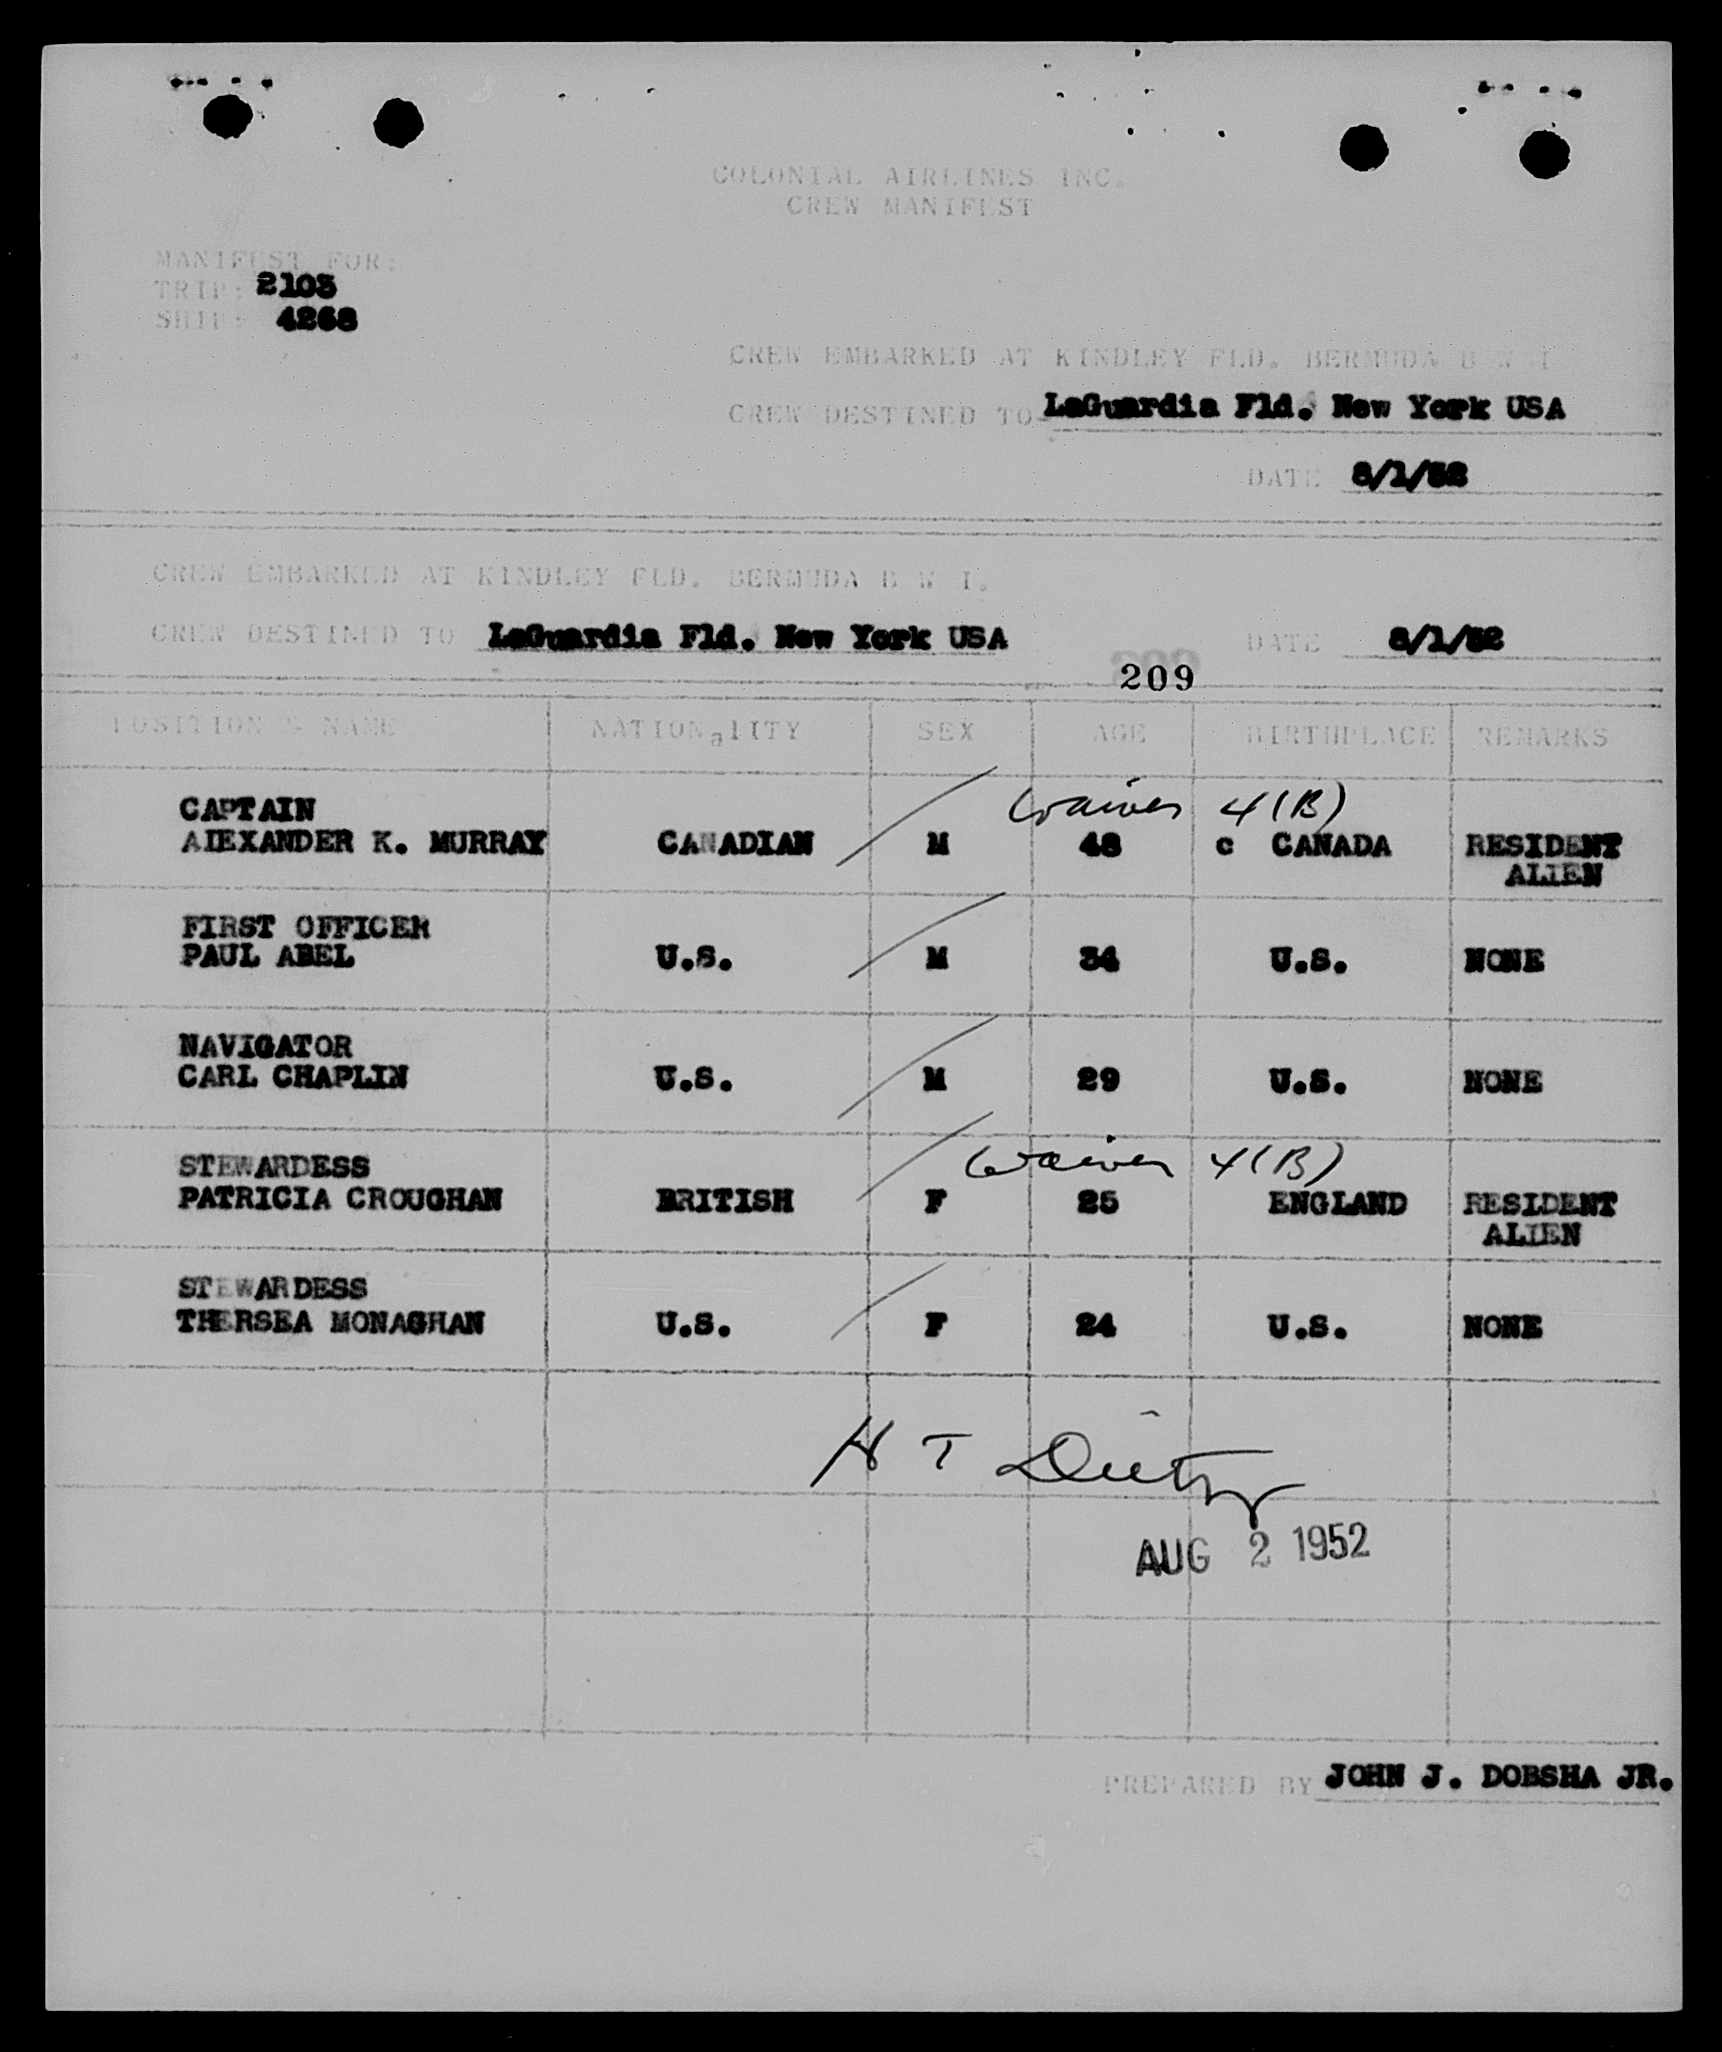 COLONIAL AIRLINES INC.
CREW MANIFEST
MANIFEST FOR:
TRIP: 2103
SHIP: 4268
CREW EMBARKED AT KINDLEY FLD. BERMUDA B W I
CREW DESTINED TO LaGuardia Fld. New York USA
DATE 8/1/52
CREW EMBARKED AT KINDLEY FLD. BERMUDA B W I.
CREW DESTINED TO LaGuardia Fld. New York USA DATE 8/1/52
209
POSITION & NAME NATIONaLITY SEX AGE BIRTHPLACE REMARKS
Waiver 4(B)
CAPTAIN
ALEXANDER K. MURRAY CANADIAN M 48 c CANADA RESIDENT
ALIEN
FIRST OFFICER
PAUL ABEL U.S. M 34 U.S. NONE
NAVIGATOR
CARL CHAPLIN U.S. M 29 U.S. NONE
Waiver 4(B)
STEWARDESS
PATRICIA CROUGHAN BRITISH F 25 ENGLAND RESIDENT
ALIEN
STEWARDESS
THERSEA MONAGHAN U.S. F 24 U.S. NONE
H T
AUG 2 1952
PREPARED BY JOHN J. DOBSHA JR.